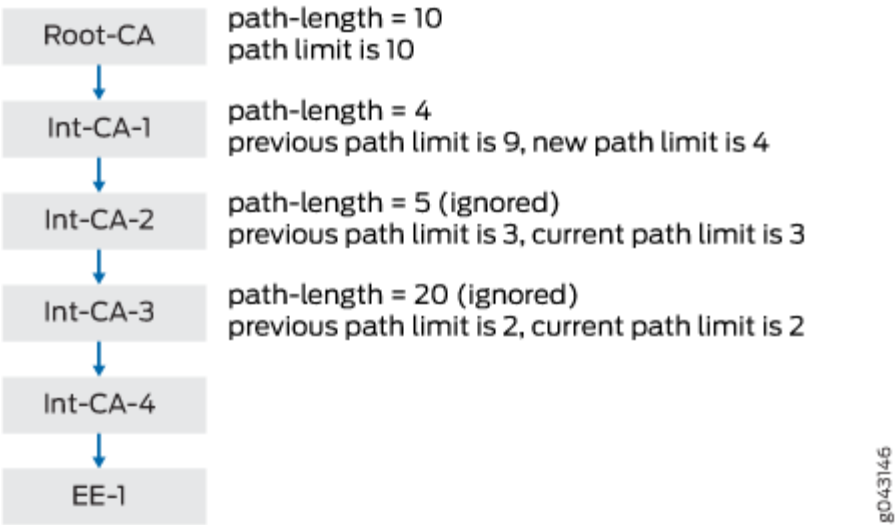 Root-CA
path-length = 10
path limit is 10
Int-CA-1
path-length = 4
previous path limit is 9, new path limit is 4
Int-CA-2
path-length = 5 (ignored)
previous path limit is 3, current path limit is 3
Int-CA-3
path-length = 20 (ignored)
previous path limit is 2, current path limit is 2
Int-CA-4
EE-1
g043146